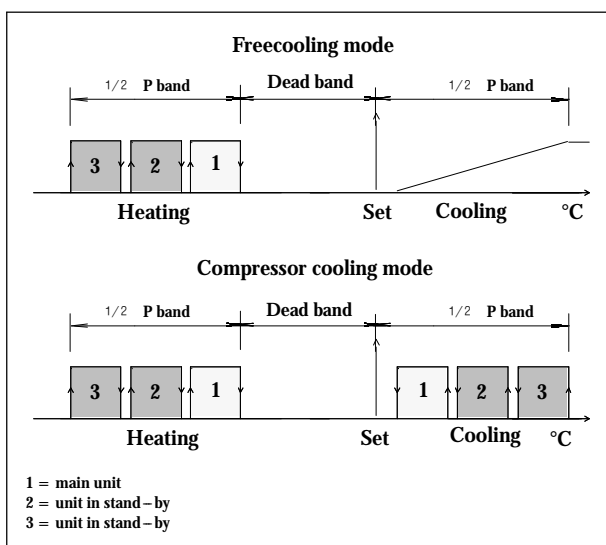 Freecooling mode
1/2 P band Dead band 1/2 P band
3 2 1
Heating Set Cooling °C
Compressor cooling mode
1/2 P band Dead band 1/2 P band
3 2 1 1 2 3
Heating Set Cooling °C
1 = main unit
2 = unit in stand-by
3 = unit in stand-by